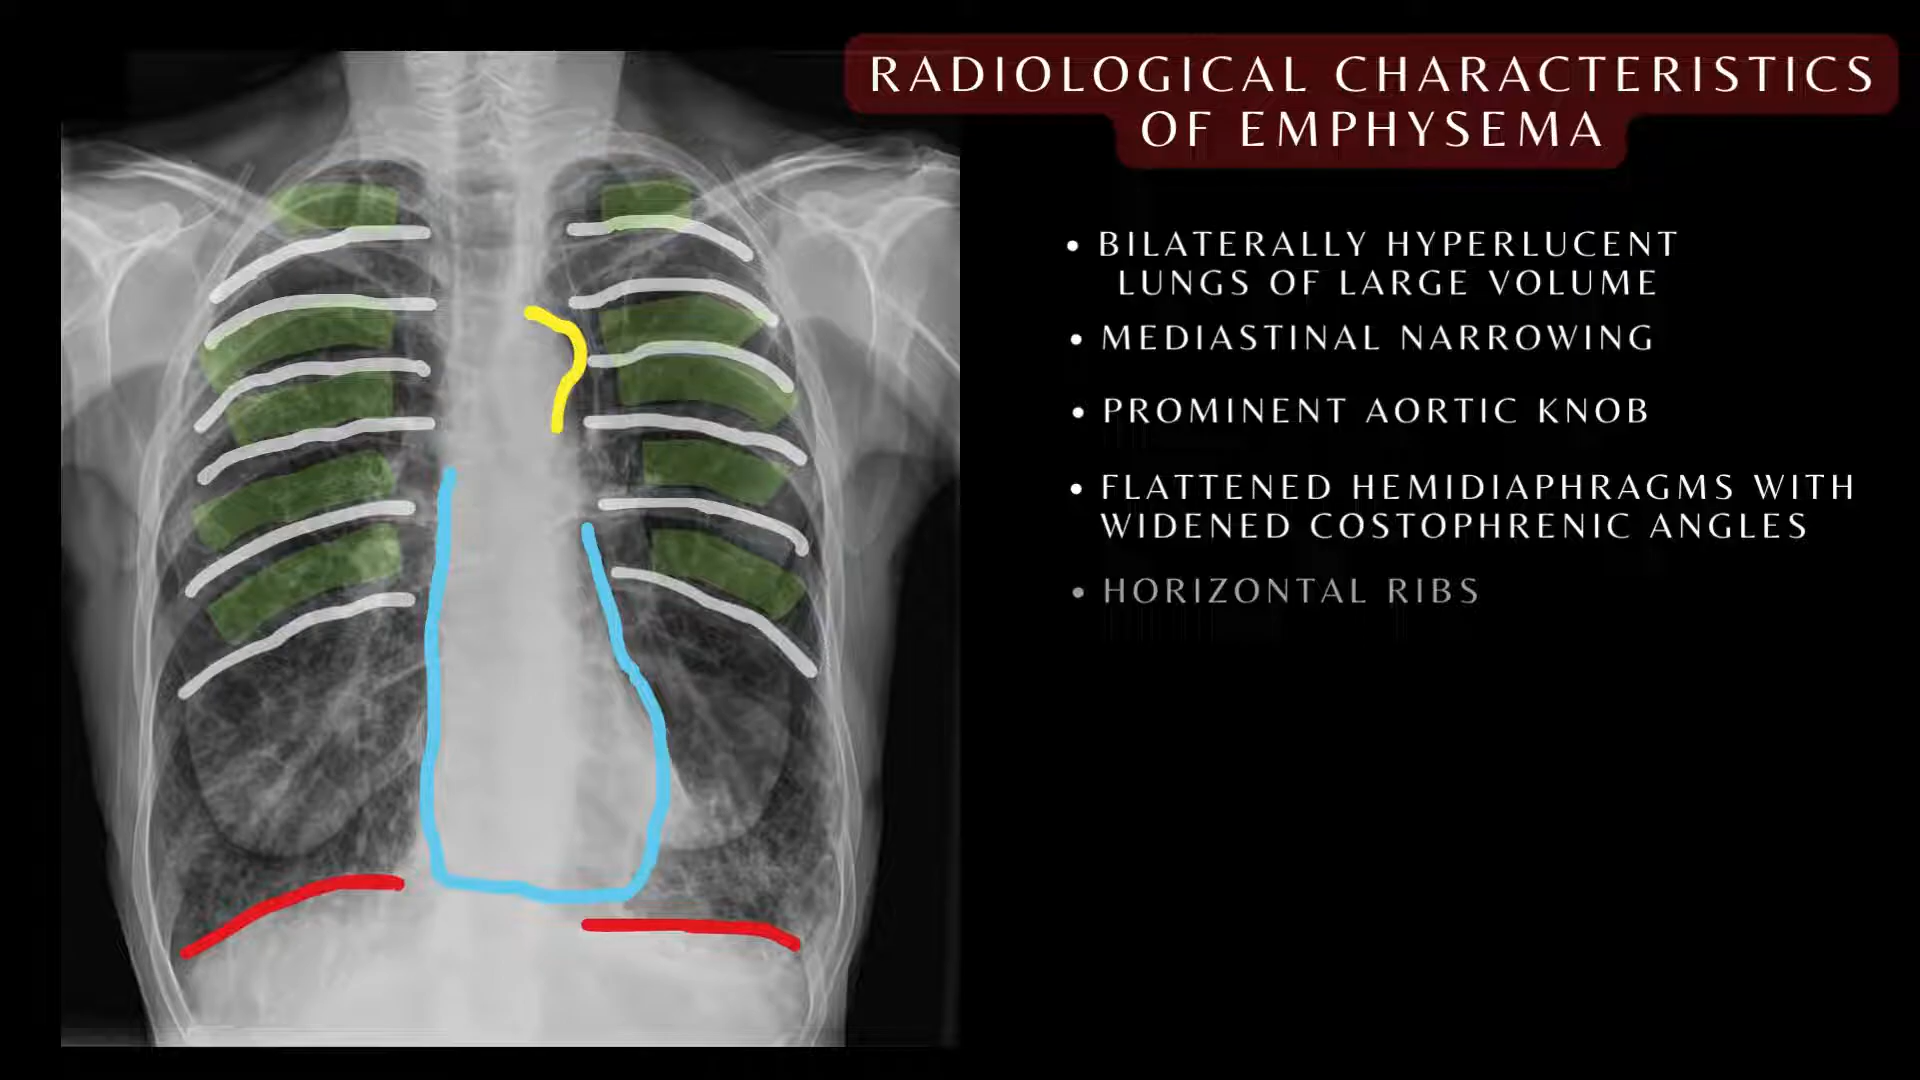 RADIOLOGICAL CHARACTERISTICS
OF EMPHYSEMA
• BILATERALLY HYPERLUCENT
LUNGS OF LARGE VOLUME
• MEDIASTINAL NARROWING
• PROMINENT AORTIC KNOB
• FLATTENED HEMIDIAPHRAGMS WITH
WIDENED COSTOPHRENIC ANGLES
• HORIZONTAL RIBS